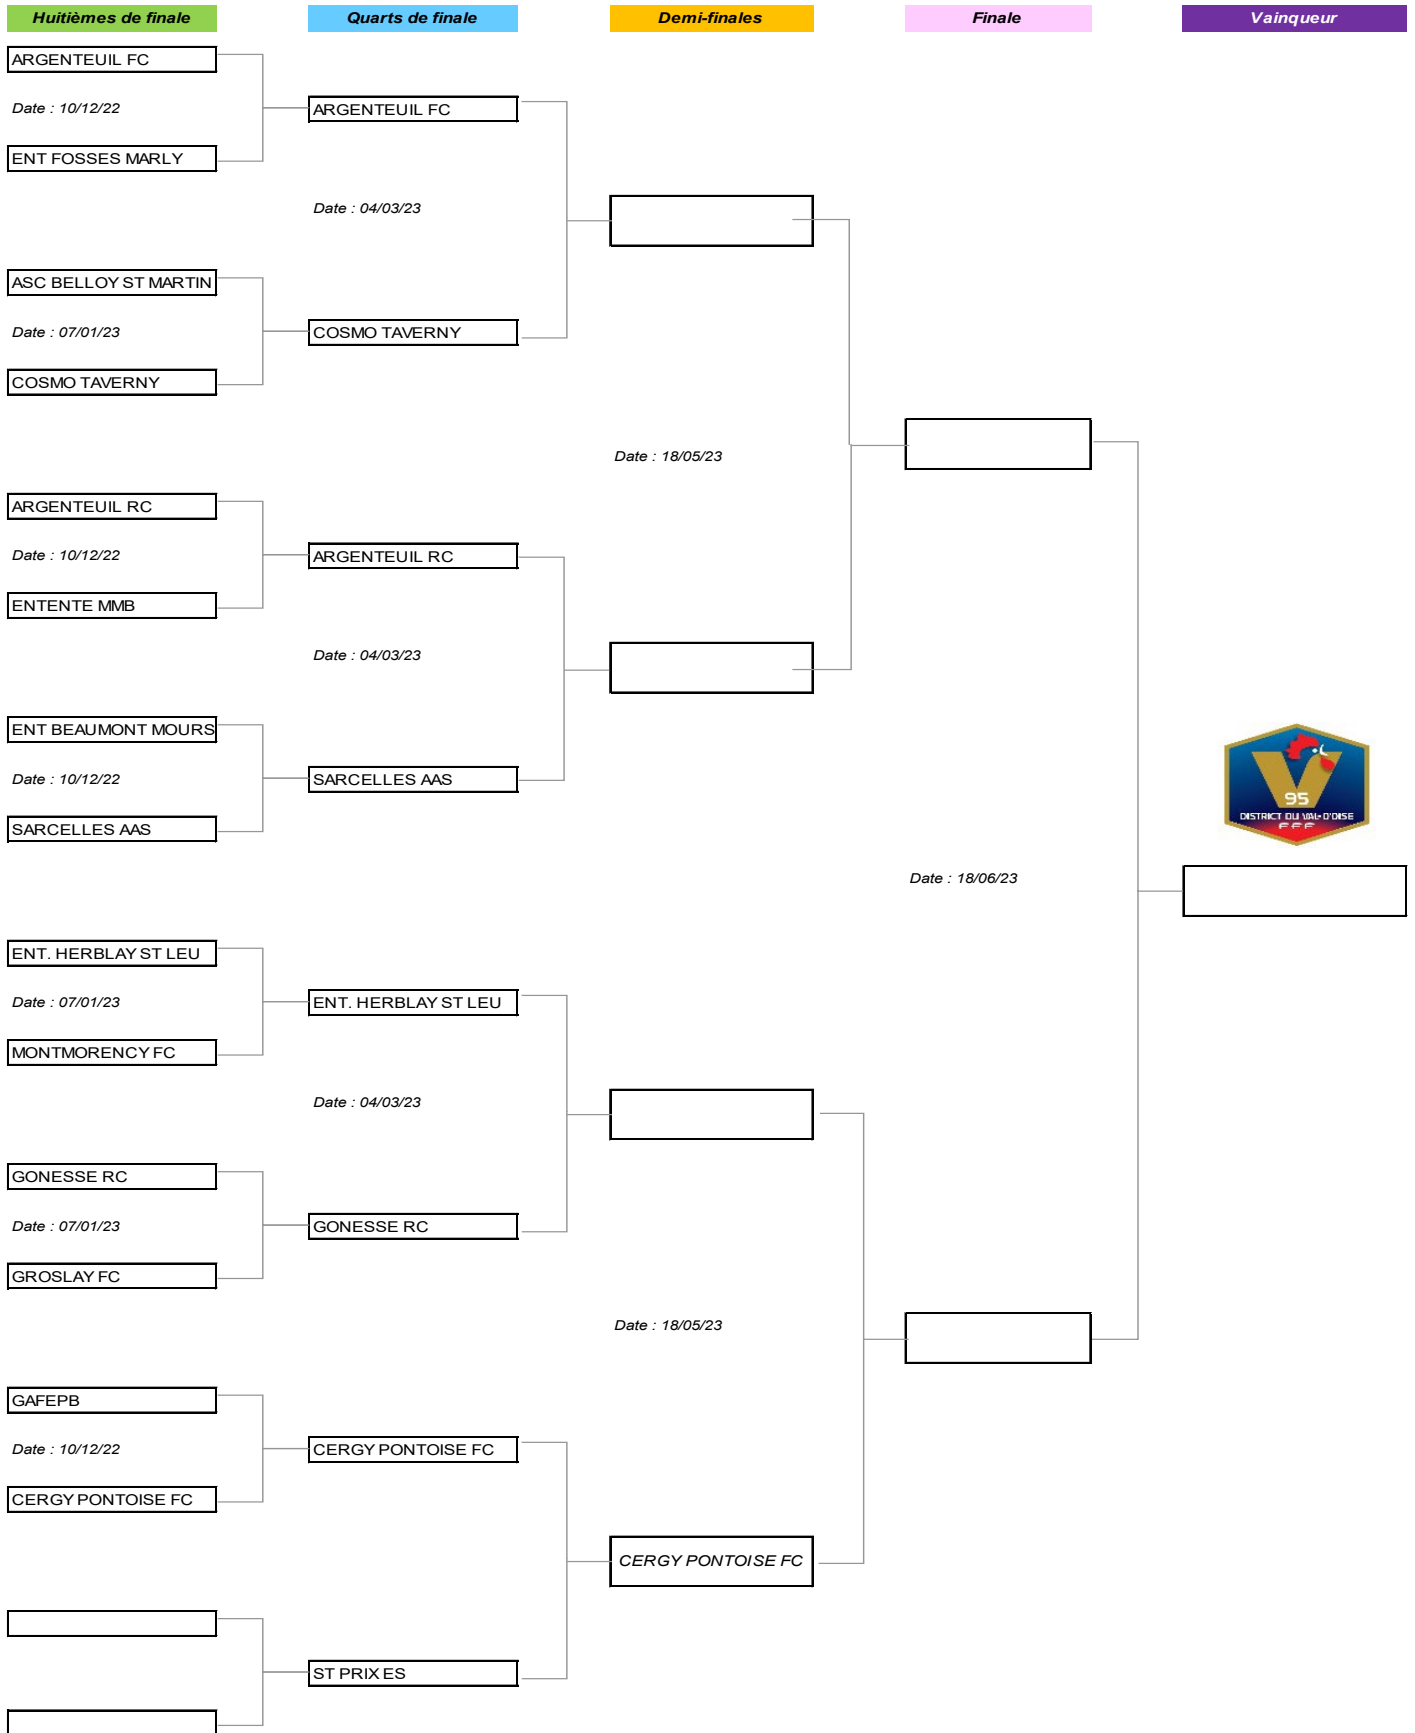 Huitièmes de finale
Quarts de finale
Demi-finales
Finale
Vainqueur
ARGENTEUIL FC
Date : 10/12/22
ARGENTEUIL FC
ENT FOSSES MARLY
Date : 04/03/23
ASC BELLOY ST MARTIN
Date : 07/01/23
COSMO TAVERNY
COSMO TAVERNY
Date : 18/05/23
ARGENTEUIL RC
Date : 10/12/22
ARGENTEUIL RC
ENTENTE MMB
Date : 04/03/23
ENT BEAUMONT MOURS
Date : 10/12/22
SARCELLES AAS
SARCELLES AAS
V
95
DISTRICT DU VAL-D'OISE
FFF
Date : 18/06/23
ENT. HERBLAY ST LEU
Date : 07/01/23
ENT. HERBLAY ST LEU
MONTMORENCY FC
Date : 04/03/23
GONESSE RC
Date : 07/01/23
GONESSE RC
GROSLAY FC
Date : 18/05/23
GAFEPB
Date : 10/12/22
CERGY PONTOISE FC
CERGY PONTOISE FC
CERGY PONTOISE FC
ST PRIX ES